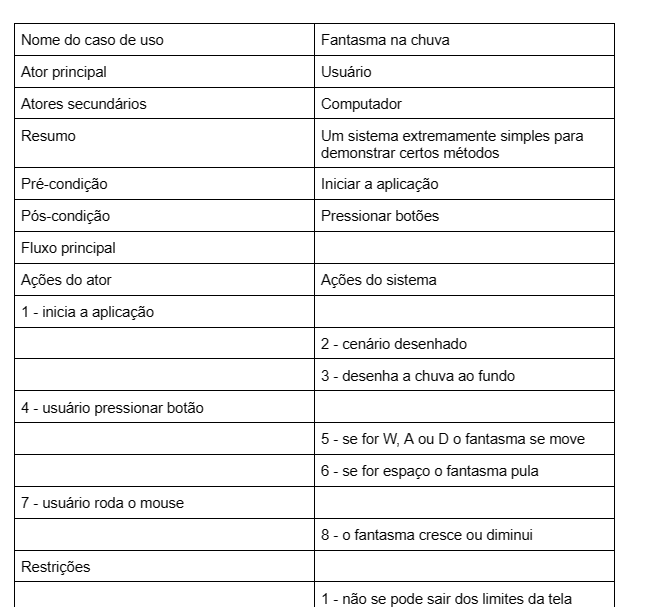 Nome do caso de uso
Fantasma na chuva
Ator principal
Usuário
Atores secundários
Computador
Resumo
Um sistema extremamente simples para
demonstrar certos métodos
Pré-condição
Iniciar a aplicação
Pós-condição
Pressionar botões
Fluxo principal
Ações do ator
Ações do sistema
1 - inicia a aplicação
2 - cenário desenhado
3 - desenha a chuva ao fundo
4 - usuário pressionar botão
5 - se for W, A ou D o fantasma se move
6 - se for espaço o fantasma pula
7 - usuário roda o mouse
8 - o fantasma cresce ou diminui
Restrições
1 - não se pode sair dos limites da tela